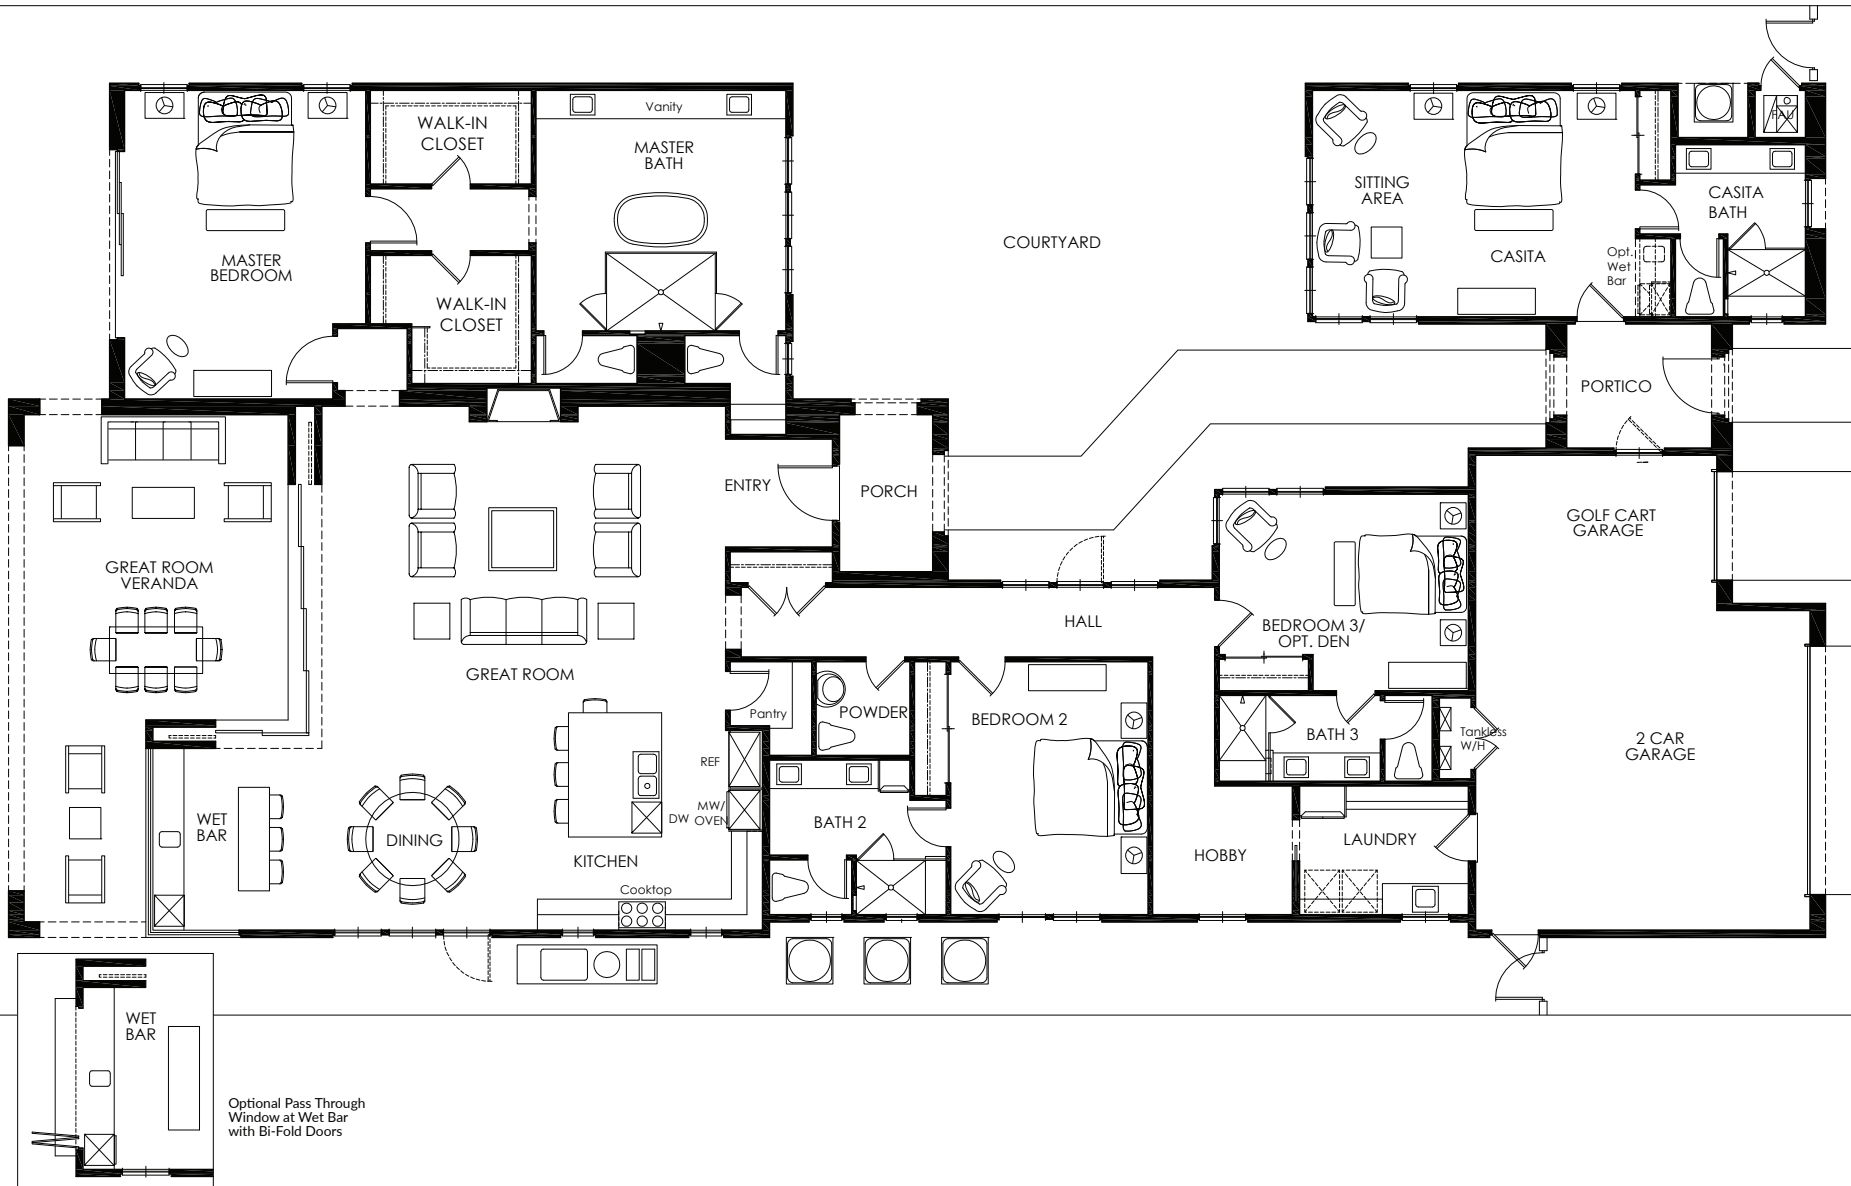 WALK-IN
CLOSET
Vanity
MASTER
BATH
FAU
SITTING
AREA
CASITA
BATH
COURTYARD
MASTER
BEDROOM
CASITA
Opt.
Wet
Bar
WALK-IN
CLOSET
PORTICO
ENTRY
PORCH
GOLF CART
GARAGE
GREAT ROOM
VERANDA
HALL
BEDROOM 3/
OPT. DEN
GREAT ROOM
Pantry
POWDER
BEDROOM 2
BATH 3
Tankless
W/H
2 CAR
GARAGE
REF
MW/
OVEN
DW
WET
BAR
DINING
BATH 2
LAUNDRY
KITCHEN
HOBBY
Cooktop
WET
BAR
Optional Pass Through
Window at Wet Bar
with Bi-Fold Doors